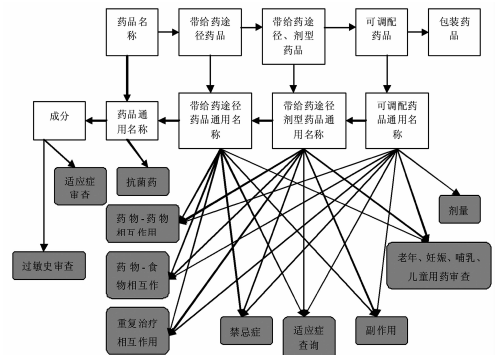 药品名
称
带给药途
径药品
带给药途
径、剂型
药品
可调配
药品
包装药
品
成分
药品通
用名称
带给药途径
药品通用名
称
带给药途径
剂型药品通
用名称
可调配药
品通用名
称
适应症
审查
抗菌药
药物-药物
相互作用
剂量
过敏史审查
药物-食
物相互作
老年、妊娠、哺乳、
儿童用药审查
重复治疗
相互作用
禁忌症
适应症
查询
副作用